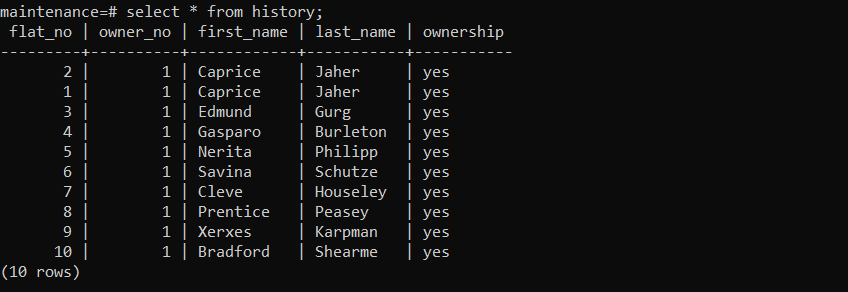 maintenance=# select * from history;
 flat_no | owner_no | first_name | last_name | ownership
---------+----------+------------+-----------+-----------
       2 |        1 | Caprice    | Jaher     | yes
       1 |        1 | Caprice    | Jaher     | yes
       3 |        1 | Edmund     | Gurg      | yes
       4 |        1 | Gasparo    | Burleton  | yes
       5 |        1 | Nerita     | Philipp   | yes
       6 |        1 | Savina     | Schutze   | yes
       7 |        1 | Cleve      | Houseley  | yes
       8 |        1 | Prentice   | Peasey    | yes
       9 |        1 | Xerxes     | Karpman   | yes
      10 |        1 | Bradford   | Shearme   | yes
(10 rows)